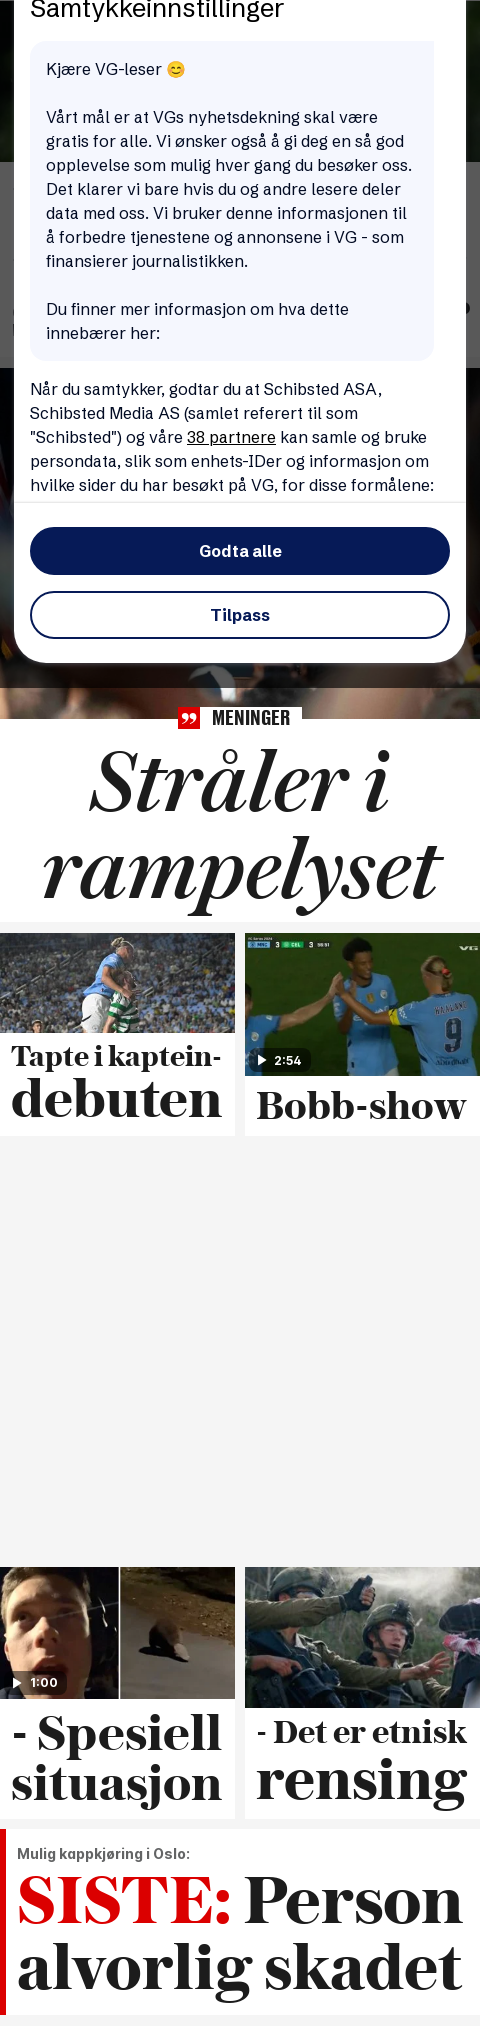 Samtykkeinnstillinger
Kjære VG-leser 😊
Vårt mål er at VGs nyhetsdekning skal være
gratis for alle. Vi ønsker også å gi deg en så god
opplevelse som mulig hver gang du besøker oss.
Det klarer vi bare hvis du og andre lesere deler
data med oss. Vi bruker denne informasjonen til
å forbedre tjenestene og annonsene i VG - som
finansierer journalistikken.
Du finner mer informasjon om hva dette
innebærer her:
Når du samtykker, godtar du at Schibsted ASA,
Schibsted Media AS (samlet referert til som
"Schibsted") og våre 38 partnere kan samle og bruke
persondata, slik som enhets-IDer og informasjon om
hvilke sider du har besøkt på VG, for disse formålene:
Godta alle
Tilpass
MENINGER
Stråler i
rampelyset
Tapte i kaptein-
debuten
3
3
VG
HAALAND
9
2:54
Bobb-show
1:00
- Spesiell
situasjon
- Det er etnisk
rensing
Mulig kappkjøring i Oslo:
SISTE: Person
alvorlig skadet